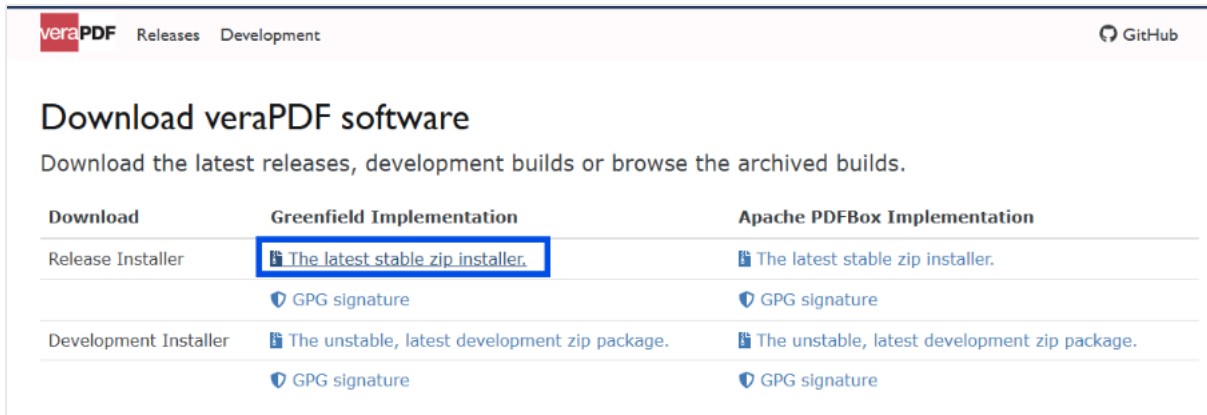 veraPDF Releases Development GitHub
Download veraPDF software
Download the latest releases, development builds or browse the archived builds.
Download Greenfield Implementation Apache PDFBox Implementation
Release Installer The latest stable zip installer. The latest stable zip installer.
GPG signature GPG signature
Development Installer The unstable, latest development zip package. The unstable, latest development zip package.
GPG signature GPG signature